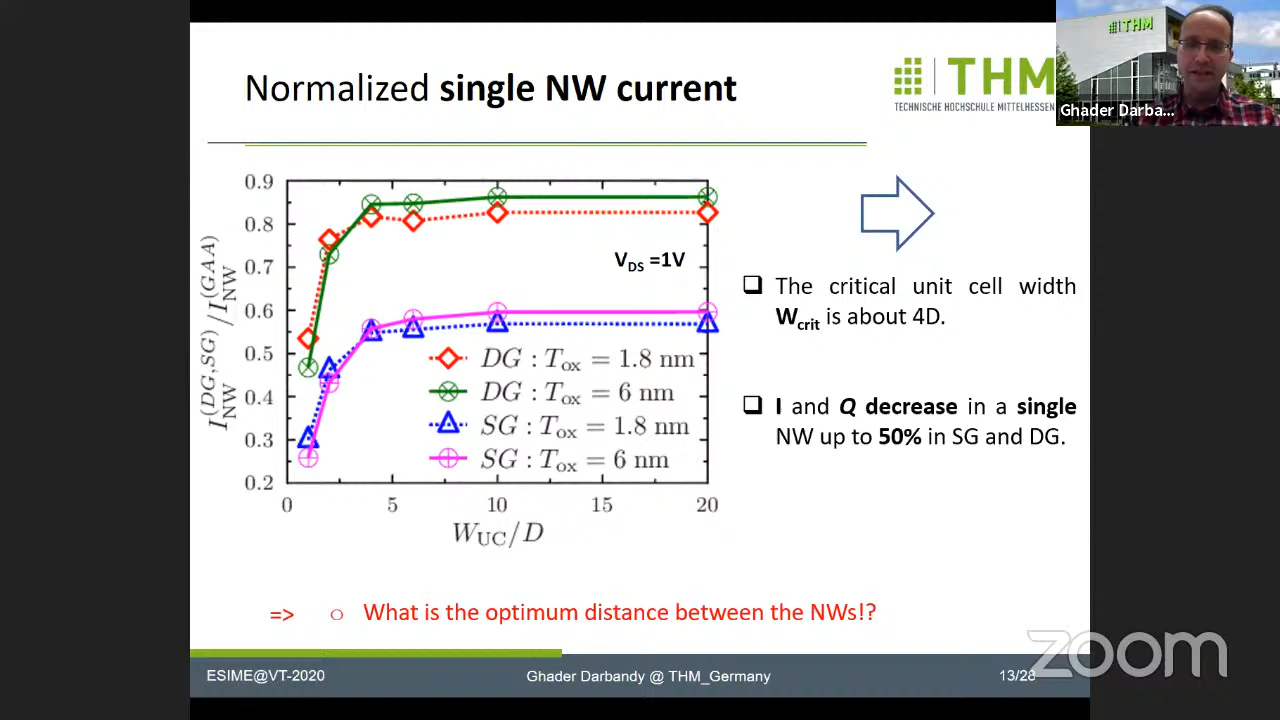 Normalized single NW current
THM
TECHNISCHE HOCHSCHULE MITTELHESSEN
THM
Ghader Darba...
0.9
0.8
0.7
0.6
0.5
0.4
0.3
0.2
I_NW^(DG,SG) / I_NW^(GAA)
V_DS =1V
DG : T_ox = 1.8 nm
DG : T_ox = 6 nm
SG : T_ox = 1.8 nm
SG : T_ox = 6 nm
0 5 10 15 20
W_UC/D
❑ The critical unit cell width
W_crit is about 4D.
❑ I and Q decrease in a single
NW up to 50% in SG and DG.
=> ○ What is the optimum distance between the NWs!?
zoom
ESIME@VT-2020 Ghader Darbandy @ THM_Germany 13/28